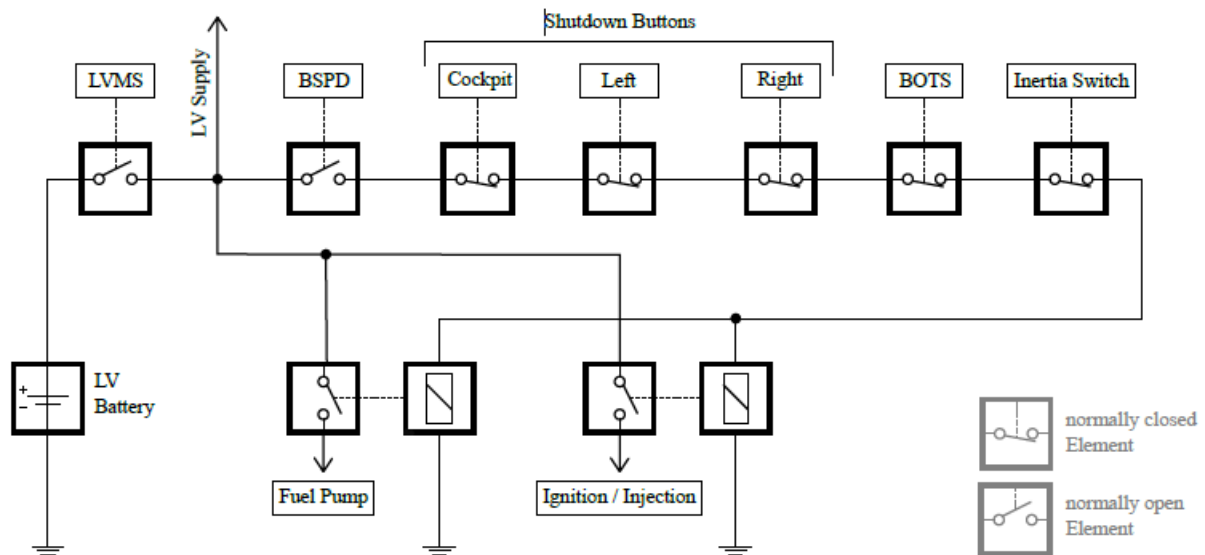 Shutdown Buttons
LVMS
LV Supply
BSPD
Cockpit
Left
Right
BOTS
Inertia Switch
+
-
LV
Battery
Fuel Pump
Ignition / Injection
normally closed
Element
normally open
Element